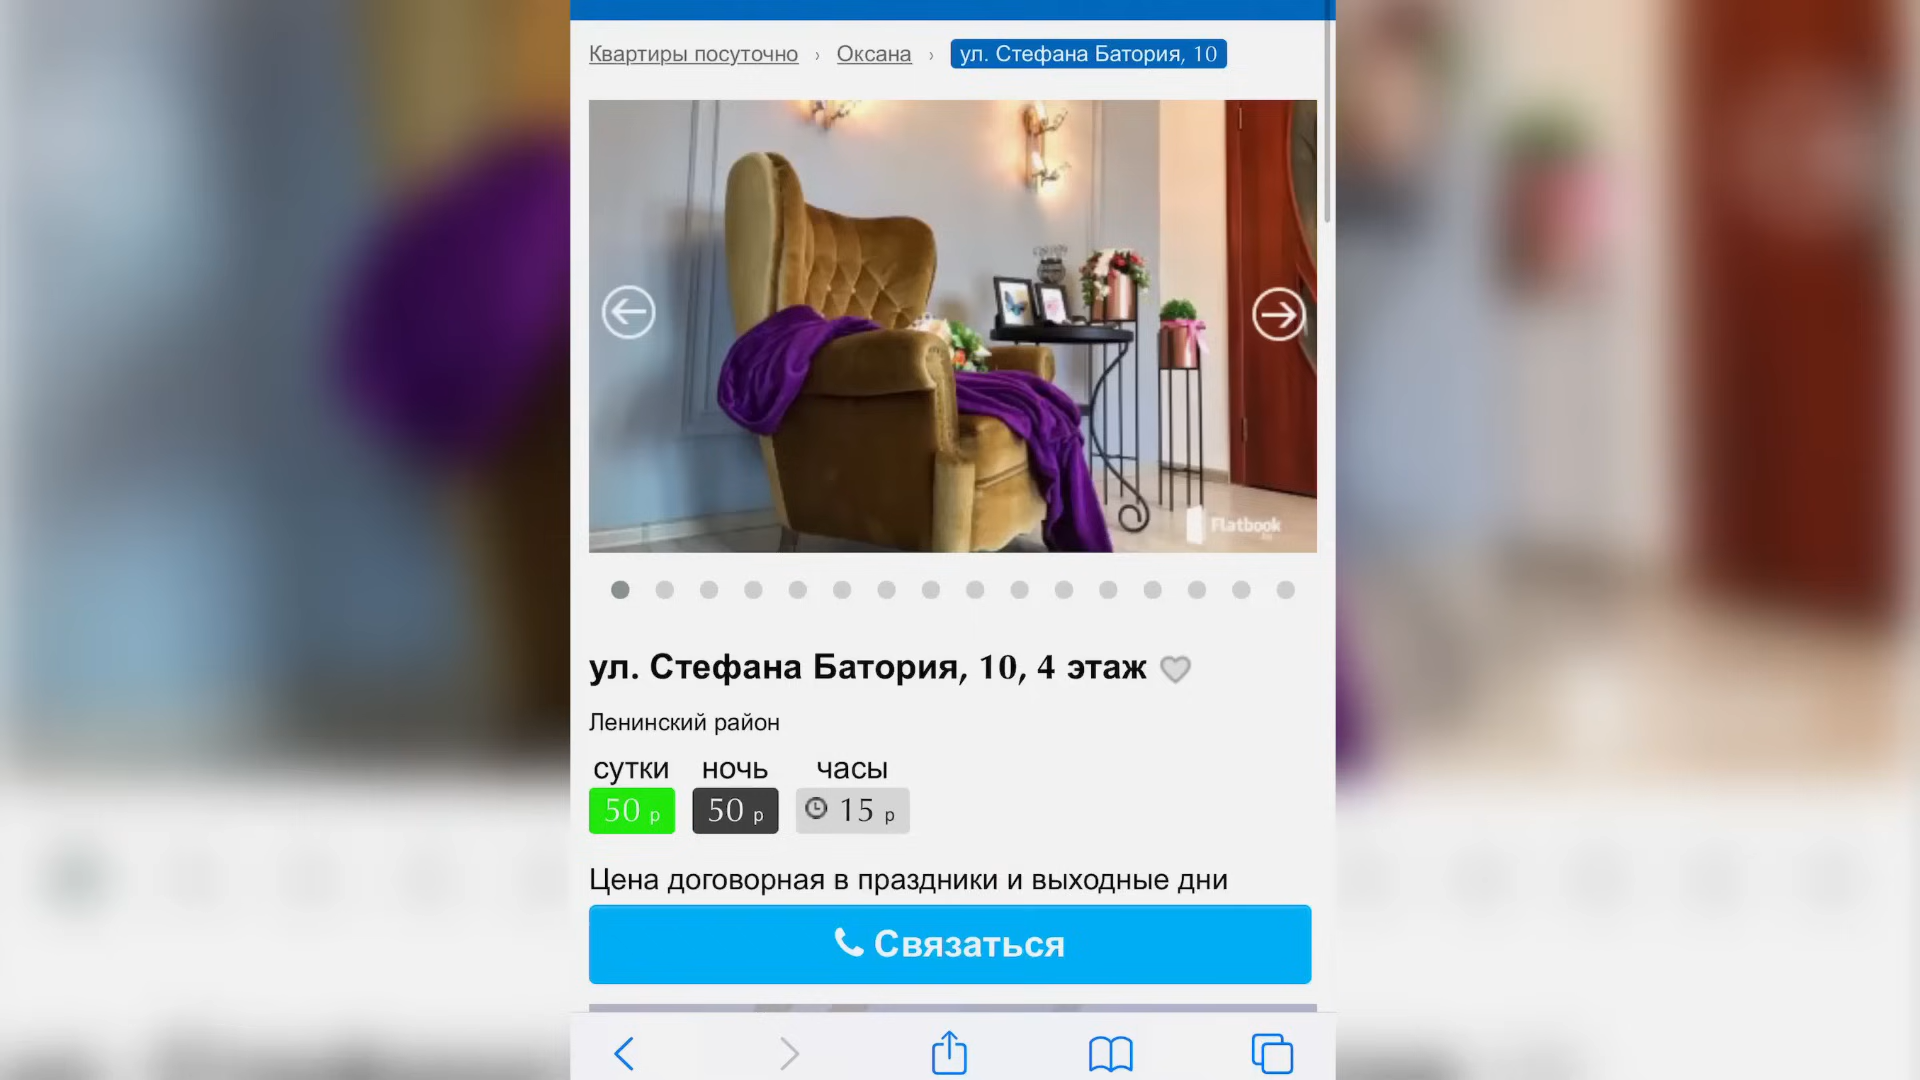 Квартиры посуточно › Оксана › ул. Стефана Батория, 10
Flatbook
ул. Стефана Батория, 10, 4 этаж
Ленинский район
сутки ночь часы
50 р 50 р 15 р
Цена договорная в праздники и выходные дни
Связаться